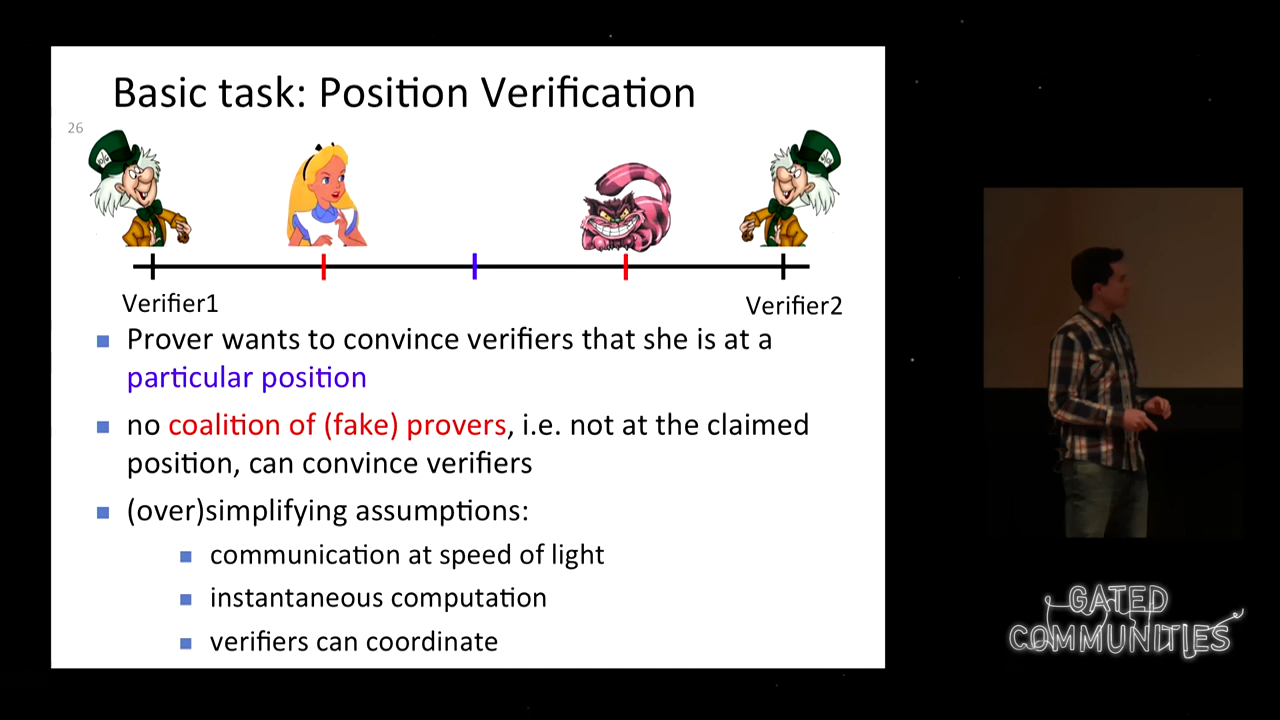 Basic task: Position Verification
26
Verifier1
Verifier2
Prover wants to convince verifiers that she is at a
particular position
no coalition of (fake) provers, i.e. not at the claimed
position, can convince verifiers
(over)simplifying assumptions:
communication at speed of light
instantaneous computation
verifiers can coordinate
GATED
COMMUNITIES